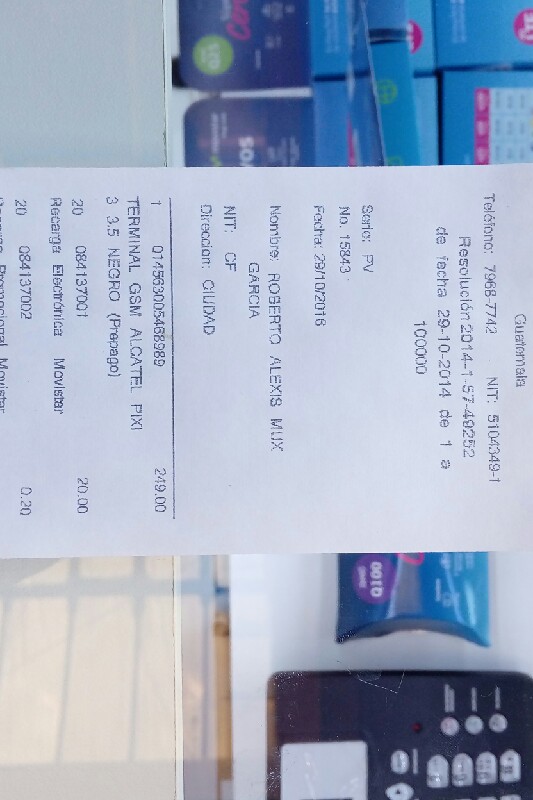 Guatemala
Teléfono: 7968-7742 NIT: 5104349-1
Resolución 2014-1-57-49252
de fecha 29-10-2014 de 1 a
100000
Serie: PV
No. 15843
Fecha: 29/10/2016
Nombre: ROBERTO ALEXIS MUX
GARCIA
NIT: CF
Direccion: CIUDAD
1 014563005468989 249.00
TERMINAL GSM ALCATEL PIXI
3 3.5 NEGRO (Prepago)
20 084137001 20.00
Recarga Electrónica Movistar
20 084137002 0.20
Recarga Promocional Movistar